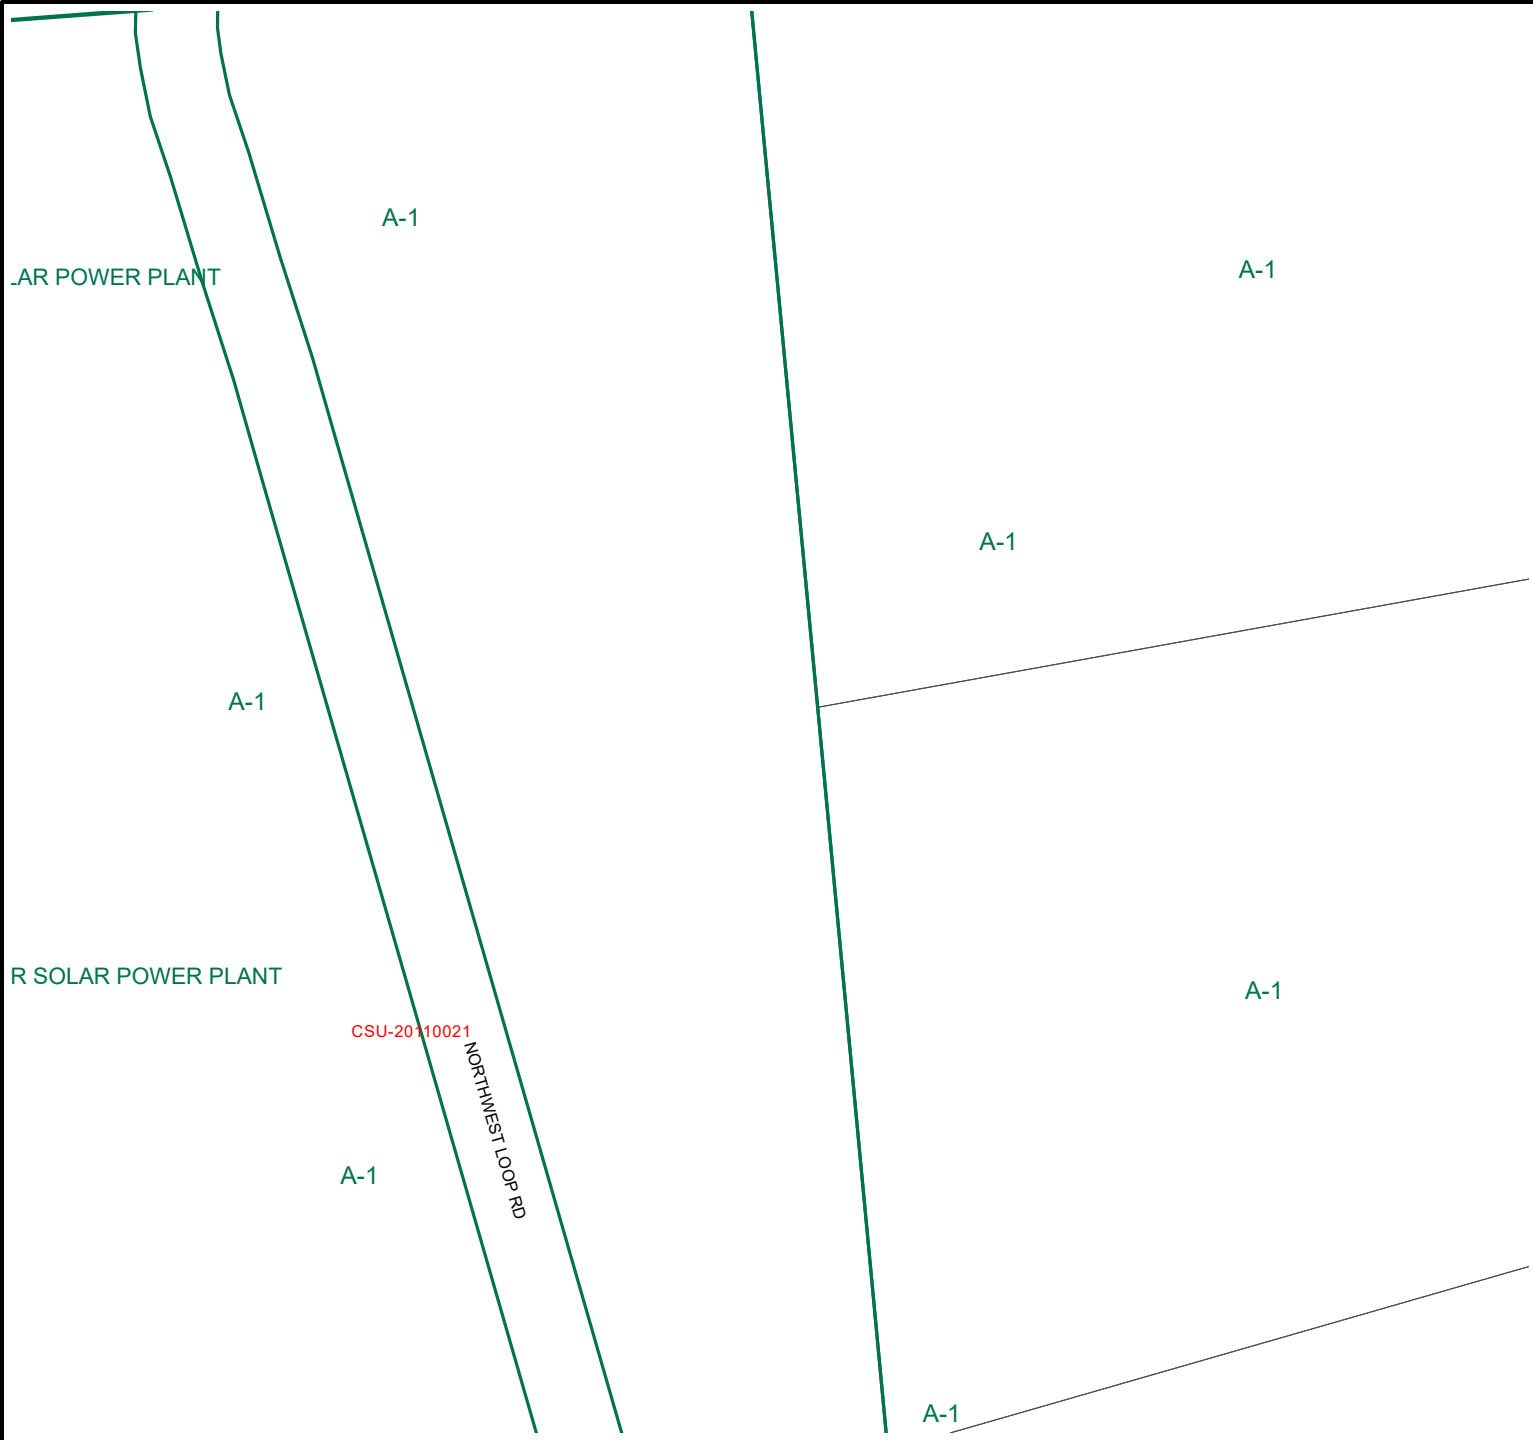 A-1
A-1
LAR POWER PLANT
A-1
A-1
R SOLAR POWER PLANT
A-1
CSU-20110021
NORTHWEST LOOP RD
A-1
A-1